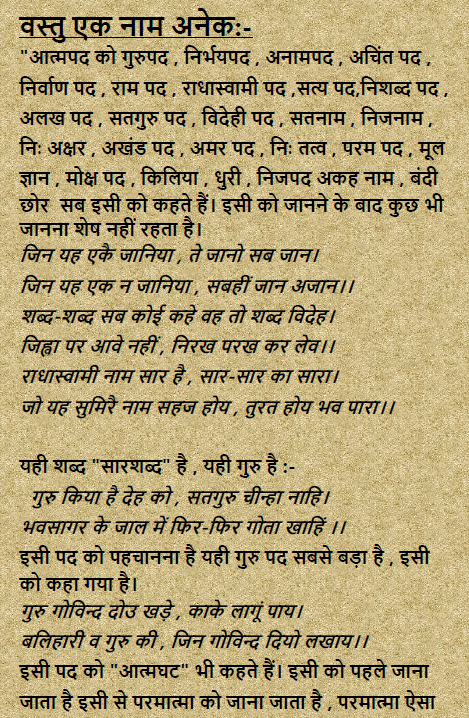 वस्तु एक नाम अनेकः-
"आत्मपद को गुरुपद , निर्भयपद , अनामपद , अचिंत पद ,
निर्वाण पद , राम पद , राधास्वामी पद ,सत्य पद,निशब्द पद ,
अलख पद , सतगुरु पद , विदेही पद , सतनाम , निजनाम ,
निः अक्षर , अखंड पद , अमर पद , निः तत्व , परम पद , मूल
ज्ञान , मोक्ष पद , किलिया , धुरी , निजपद अकह नाम , बंदी
छोर  सब इसी को कहते हैं। इसी को जानने के बाद कुछ भी
जानना शेष नहीं रहता है।
जिन यह एकै जानिया , ते जानो सब जान।
जिन यह एक न जानिया , सबहीं जान अजान।।
शब्द-शब्द सब कोई कहे वह तो शब्द विदेह।
जिह्वा पर आवे नहीं , निरख परख कर लेव।।
राधास्वामी नाम सार है , सार-सार का सारा।
जो यह सुमिरै नाम सहज होय , तुरत होय भव पारा।।
यही शब्द "सारशब्द" है , यही गुरु है :-
गुरु किया है देह को , सतगुरु चीन्हा नाहि।
भवसागर के जाल में फिर-फिर गोता खाहिं ।।
इसी पद को पहचानना है यही गुरु पद सबसे बड़ा है , इसी
को कहा गया है।
गुरु गोविन्द दोउ खड़े , काके लागूं पाय।
बलिहारी व गुरु की , जिन गोविन्द दियो लखाय।।
इसी पद को "आत्मघट" भी कहते हैं। इसी को पहले जाना
जाता है इसी से परमात्मा को जाना जाता है , परमात्मा ऐसा